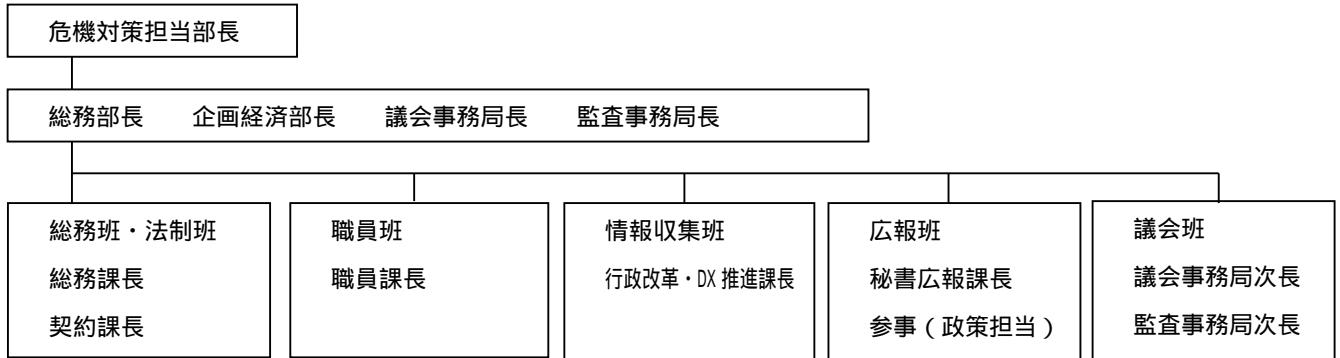 危機対策担当部長
総務部長 企画経済部長 議会事務局長 監査事務局長
総務班・法制班
総務課長
契約課長
職員班
職員課長
情報収集班
行政改革・DX 推進課長
広報班
秘書広報課長
参事（政策担当）
議会班
議会事務局次長
監査事務局次長